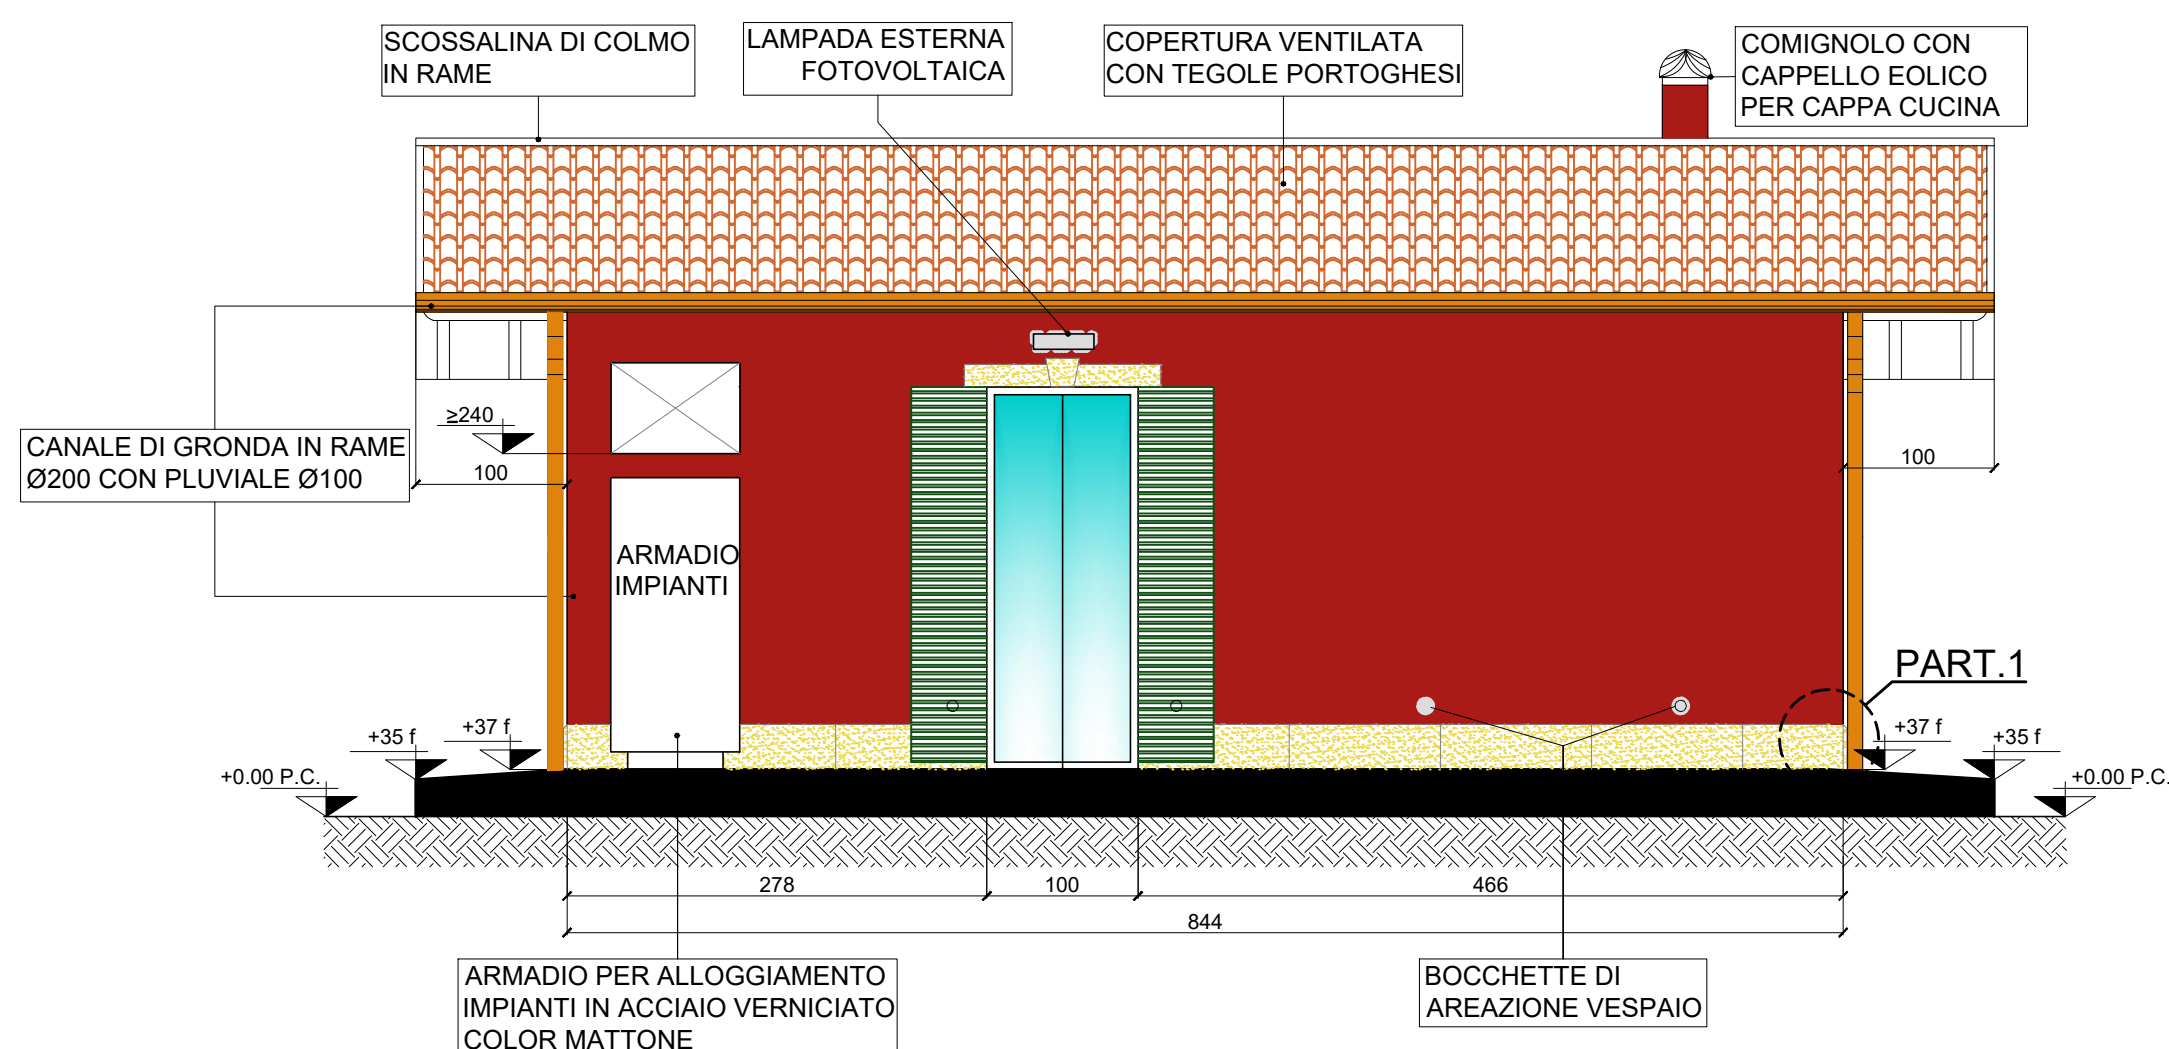 SCOSSALINA DI COLMO
IN RAME
LAMPADA ESTERNA
FOTOVOLTAICA
COPERTURA VENTILATA
CON TEGOLE PORTOGHESI
COMIGNOLO CON
CAPPELLO EOLICO
PER CAPPA CUCINA
≥240
CANALE DI GRONDA IN RAME
Ø200 CON PLUVIALE Ø100
100
100
ARMADIO
IMPIANTI
PART.1
+35 f
+37 f
+37 f
+35 f
+0.00 P.C.
+0.00 P.C.
278
100
466
844
ARMADIO PER ALLOGGIAMENTO
IMPIANTI IN ACCIAIO VERNICIATO
COLOR MATTONE
BOCCHETTE DI
AREAZIONE VESPAIO